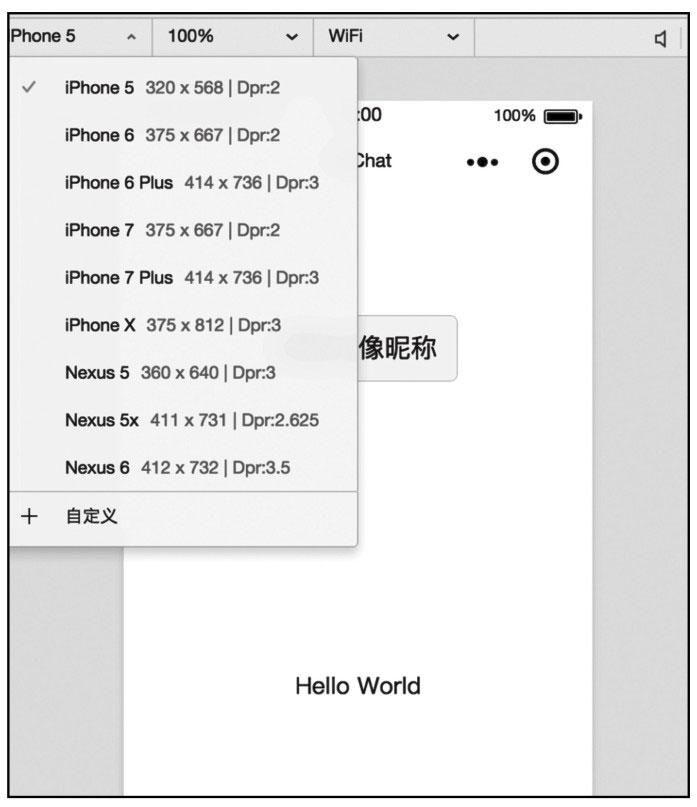 Phone 5 100% WiFi
iPhone 5 320 x 568 | Dpr:2
iPhone 6 375 x 667 | Dpr:2
iPhone 6 Plus 414 x 736 | Dpr:3
iPhone 7 375 x 667 | Dpr:2
iPhone 7 Plus 414 x 736 | Dpr:3
iPhone X 375 x 812 | Dpr:3
Nexus 5 360 x 640 | Dpr:3
Nexus 5x 411 x 731 | Dpr:2.625
Nexus 6 412 x 732 | Dpr:3.5
自定义
:00 100%
Chat
像昵称
Hello World